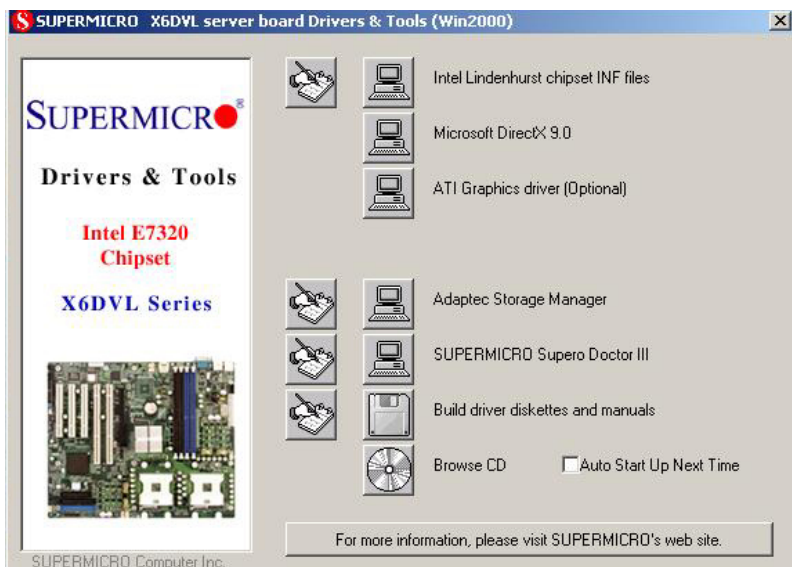 SUPERMICRO X6DVL server board Drivers & Tools (Win2000)
SUPERMICRO®
Drivers & Tools
Intel E7320
Chipset
X6DVL Series
Intel Lindenhurst chipset INF files
Microsoft DirectX 9.0
ATI Graphics driver (Optional)
Adaptec Storage Manager
SUPERMICRO Supero Doctor III
Build driver diskettes and manuals
Browse CD Auto Start Up Next Time
For more information, please visit SUPERMICRO's web site.
SUPERMICRO Computer Inc.